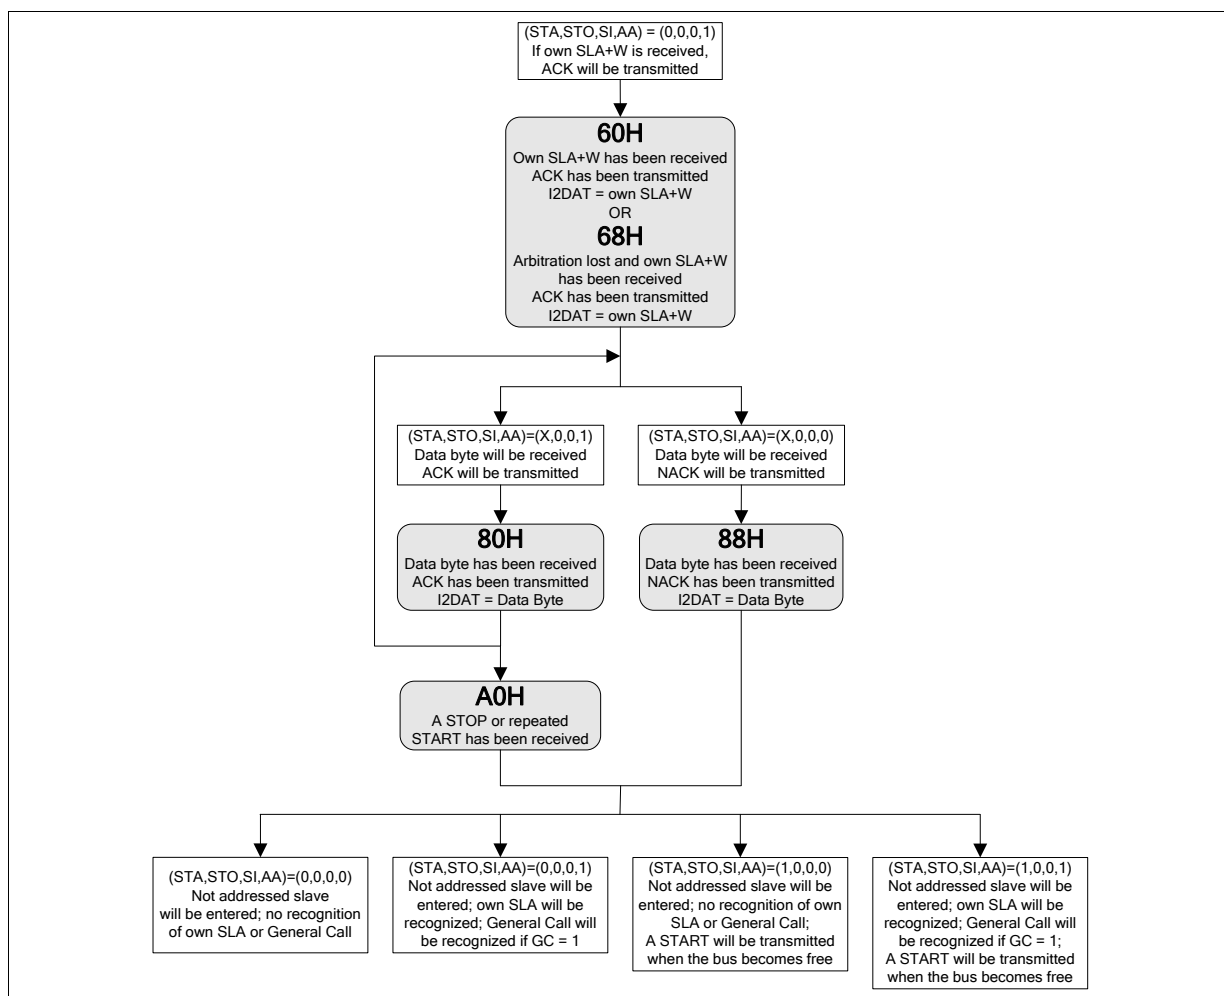 (STA,STO,SI,AA) = (0,0,0,1)
If own SLA+W is received,
ACK will be transmitted
60H
Own SLA+W has been received
ACK has been transmitted
I2DAT = own SLA+W
OR
68H
Arbitration lost and own SLA+W
has been received
ACK has been transmitted
I2DAT = own SLA+W
(STA,STO,SI,AA)=(X,0,0,1)
Data byte will be received
ACK will be transmitted
(STA,STO,SI,AA)=(X,0,0,0)
Data byte will be received
NACK will be transmitted
80H
Data byte has been received
ACK has been transmitted
I2DAT = Data Byte
88H
Data byte has been received
NACK has been transmitted
I2DAT = Data Byte
A0H
A STOP or repeated
START has been received
(STA,STO,SI,AA)=(0,0,0,0)
Not addressed slave
will be entered; no recognition
of own SLA or General Call
(STA,STO,SI,AA)=(0,0,0,1)
Not addressed slave will be
entered; own SLA will be
recognized; General Call will
be recognized if GC = 1
(STA,STO,SI,AA)=(1,0,0,0)
Not addressed slave will be
entered; no recognition of own
SLA or General Call;
A START will be transmitted
when the bus becomes free
(STA,STO,SI,AA)=(1,0,0,1)
Not addressed slave will be
entered; own SLA will be
recognized; General Call will
be recognized if GC = 1;
A START will be transmitted
when the bus becomes free